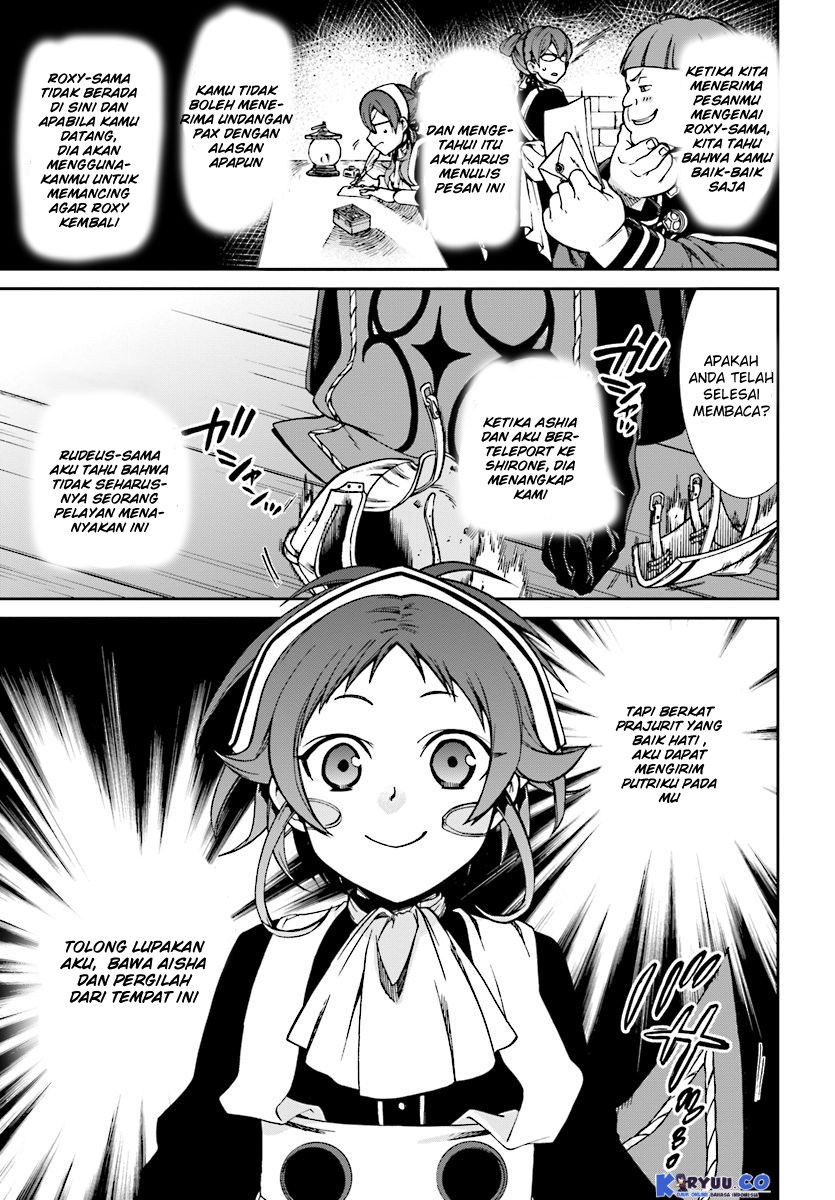 KETIKA KITA
MENERIMA
PESANMU
MENGENAI
ROXY-SAMA,
KITA TAHU
BAHWA KAMU
BAIK-BAIK
SAJA
DAN MENGE-
TAHUI ITU
AKU HARUS
MENULIS
PESAN INI
KAMU TIDAK
BOLEH MENE-
RIMA UNDANGAN
PAX DENGAN
ALASAN
APAPUN
ROXY-SAMA
TIDAK BERADA
DI SINI DAN
APABILA KAMU
DATANG,
DIA AKAN
MENGGUNA-
KANMU UNTUK
MEMANCING
AGAR ROXY
KEMBALI
APAKAH
ANDA TELAH
SELESAI
MEMBACA?
KETIKA ASHIA
DAN AKU BER-
TELEPORT KE
SHIRONE, DIA
MENANGKAP
KAMI
RUDEUS-SAMA
AKU TAHU BAHWA
TIDAK SEHARUS-
NYA SEORANG
PELAYAN MENA-
NYAKAN INI
TAPI BERKAT
PRAJURIT YANG
BAIK HATI ,
AKU DAPAT
MENGIRIM
PUTRIKU PADA
MU
TOLONG LUPAKAN
AKU, BAWA AISHA
DAN PERGILAH
DARI TEMPAT INI
KIRYUU.CO